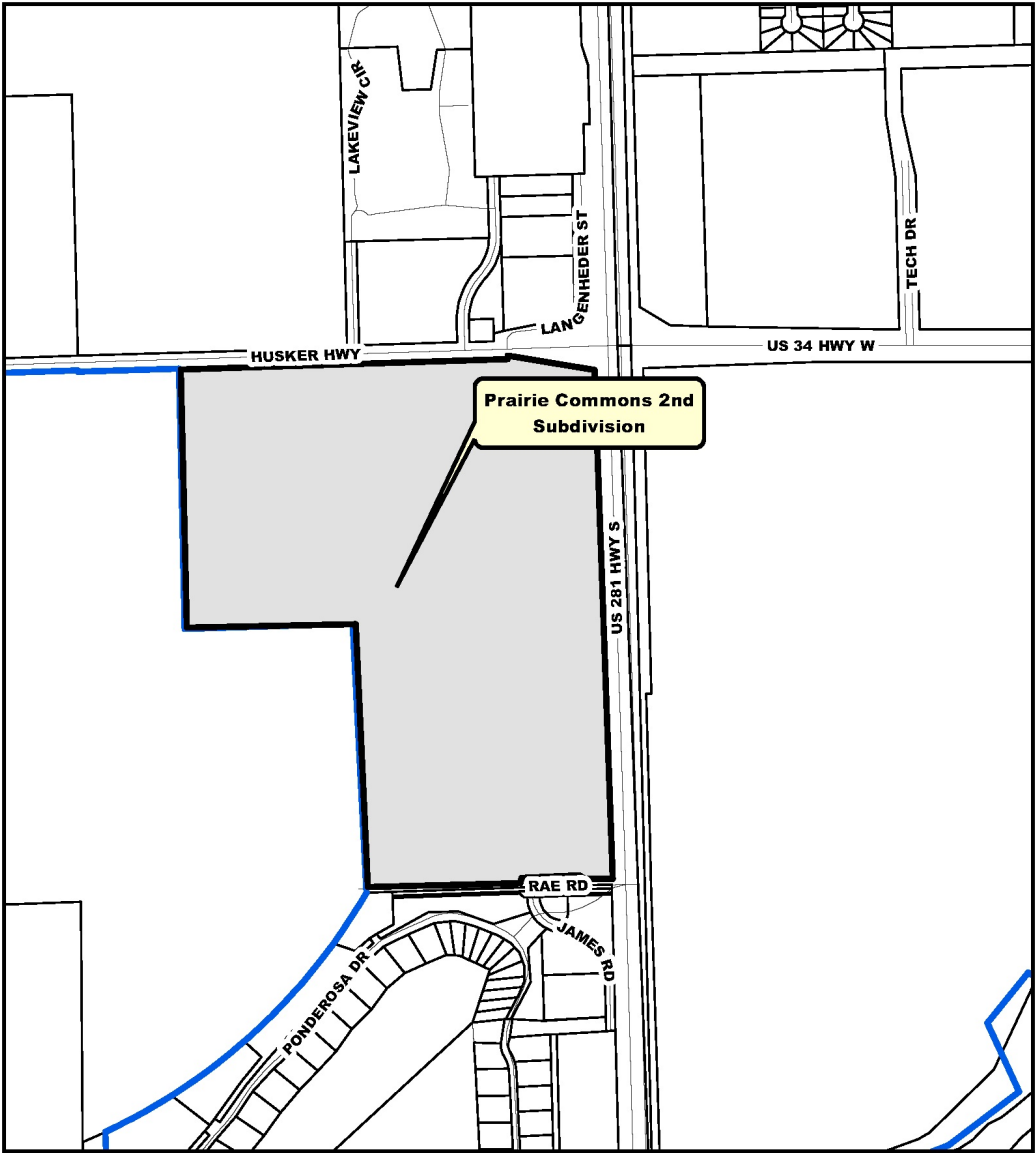 LAKEVIEW CIR
LANGENHEDER ST
TECH DR
HUSKER HWY
US 34 HWY W
Prairie Commons 2nd
Subdivision
US 281 HWY S
RAE RD
JAMES RD
PONDEROSA DR